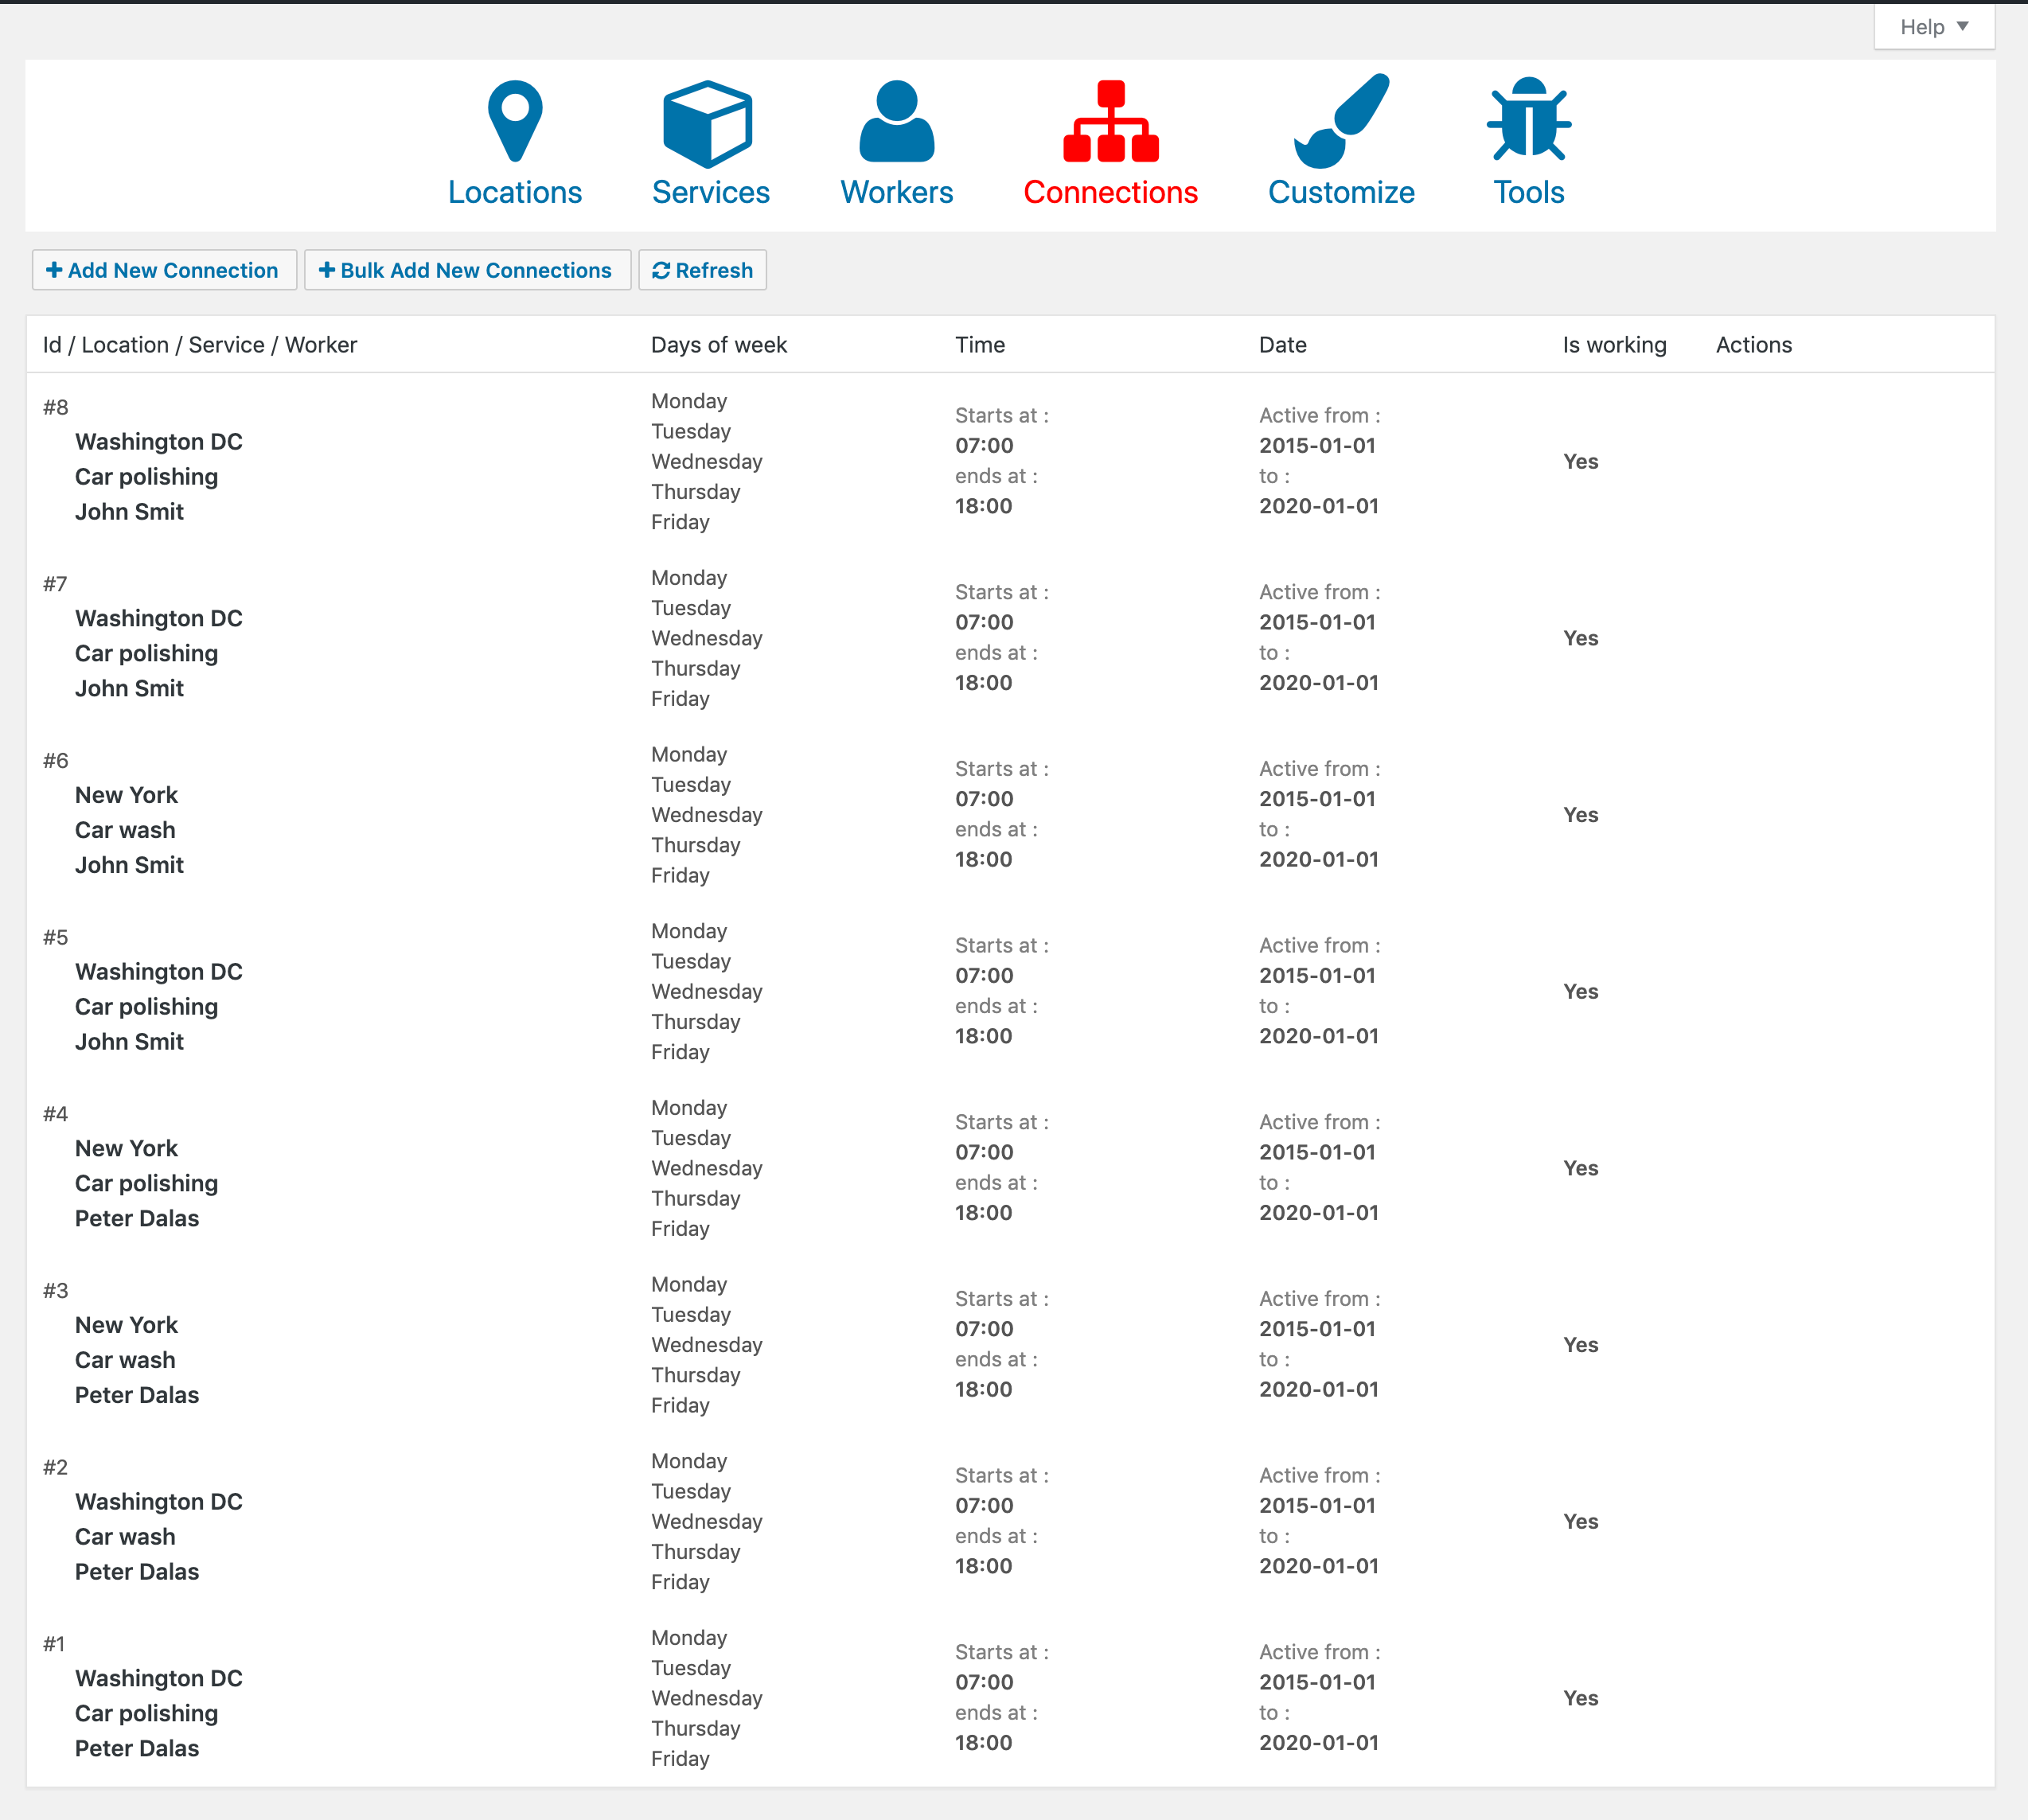 Help
Locations
Services
Workers
Connections
Customize
Tools
Add New Connection
Bulk Add New Connections
Refresh
Id / Location / Service / Worker
Days of week
Time
Date
Is working
Actions
#8
Washington DC
Car polishing
John Smit
Monday
Tuesday
Wednesday
Thursday
Friday
Starts at :
07:00
ends at :
18:00
Active from :
2015-01-01
to :
2020-01-01
Yes
#7
Washington DC
Car polishing
John Smit
Monday
Tuesday
Wednesday
Thursday
Friday
Starts at :
07:00
ends at :
18:00
Active from :
2015-01-01
to :
2020-01-01
Yes
#6
New York
Car wash
John Smit
Monday
Tuesday
Wednesday
Thursday
Friday
Starts at :
07:00
ends at :
18:00
Active from :
2015-01-01
to :
2020-01-01
Yes
#5
Washington DC
Car polishing
John Smit
Monday
Tuesday
Wednesday
Thursday
Friday
Starts at :
07:00
ends at :
18:00
Active from :
2015-01-01
to :
2020-01-01
Yes
#4
New York
Car polishing
Peter Dalas
Monday
Tuesday
Wednesday
Thursday
Friday
Starts at :
07:00
ends at :
18:00
Active from :
2015-01-01
to :
2020-01-01
Yes
#3
New York
Car wash
Peter Dalas
Monday
Tuesday
Wednesday
Thursday
Friday
Starts at :
07:00
ends at :
18:00
Active from :
2015-01-01
to :
2020-01-01
Yes
#2
Washington DC
Car wash
Peter Dalas
Monday
Tuesday
Wednesday
Thursday
Friday
Starts at :
07:00
ends at :
18:00
Active from :
2015-01-01
to :
2020-01-01
Yes
#1
Washington DC
Car polishing
Peter Dalas
Monday
Tuesday
Wednesday
Thursday
Friday
Starts at :
07:00
ends at :
18:00
Active from :
2015-01-01
to :
2020-01-01
Yes